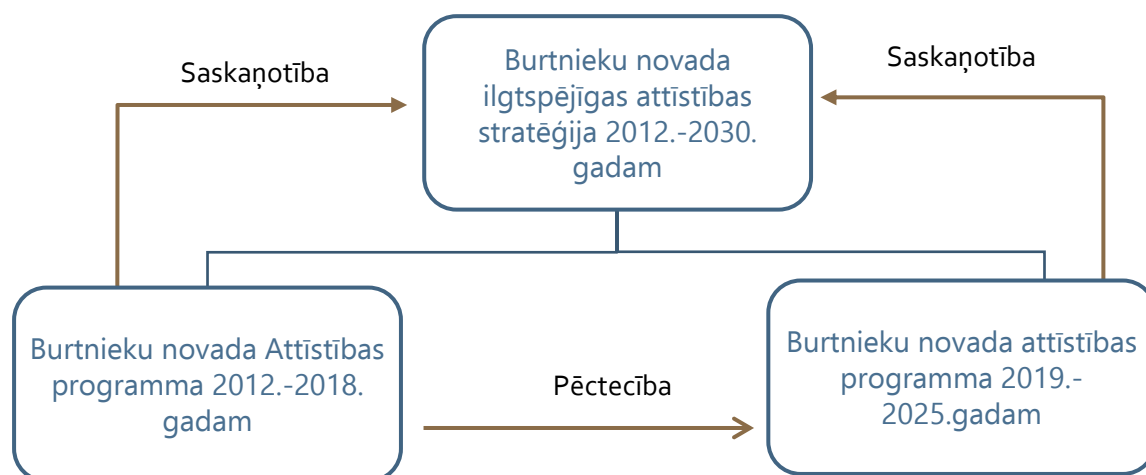 Saskaņotība
Burtnieku novada
ilgtspējīgas attīstības
stratēģija 2012.-2030.
gadam
Saskaņotība
Burtnieku novada Attīstības
programma 2012.-2018.
gadam
Pēctecība
Burtnieku novada attīstības
programma 2019.-
2025.gadam